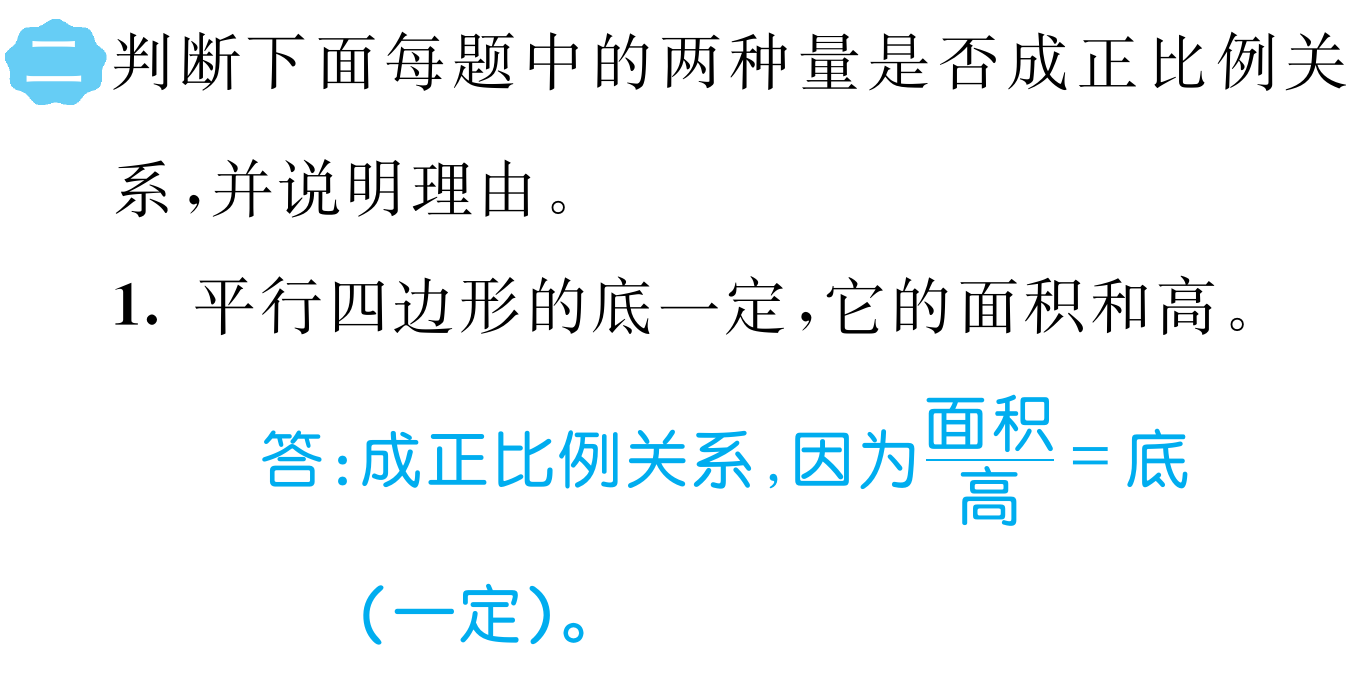 二 判断下面每题中的两种量是否成正比例关
系,并说明理由。
1. 平行四边形的底一定,它的面积和高。
答:成正比例关系,因为面积/高=底
(一定)。